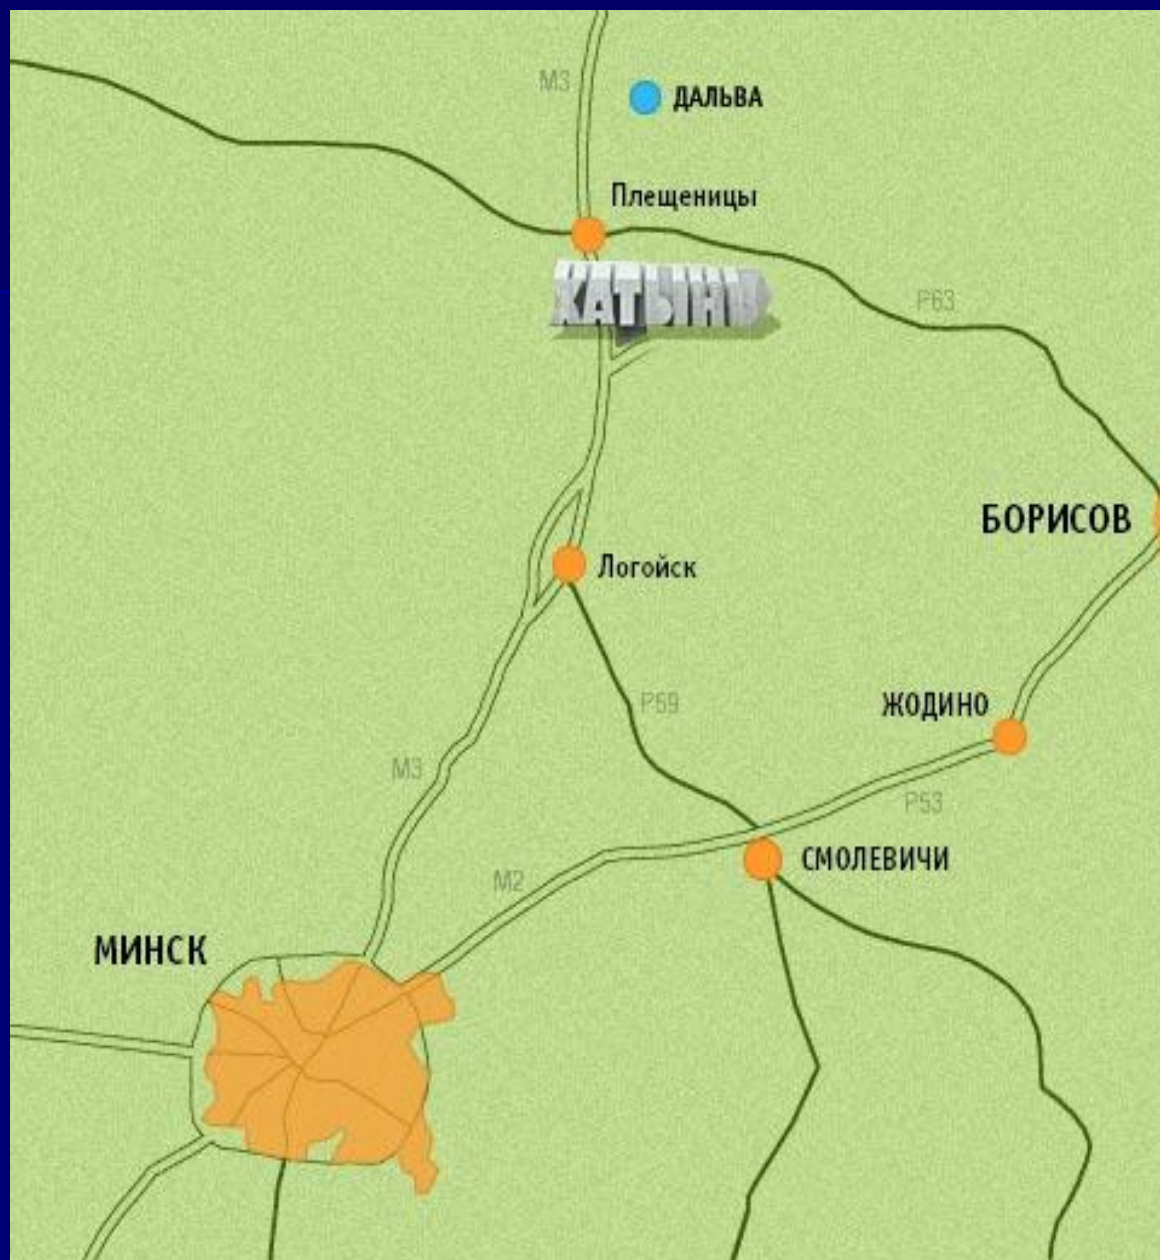 М3
ДАЛЬВА
Плещеницы
ХАТЫНЬ
Р63
БОРИСОВ
Логойск
Р59
ЖОДИНО
М3
Р53
СМОЛЕВИЧИ
М2
МИНСК